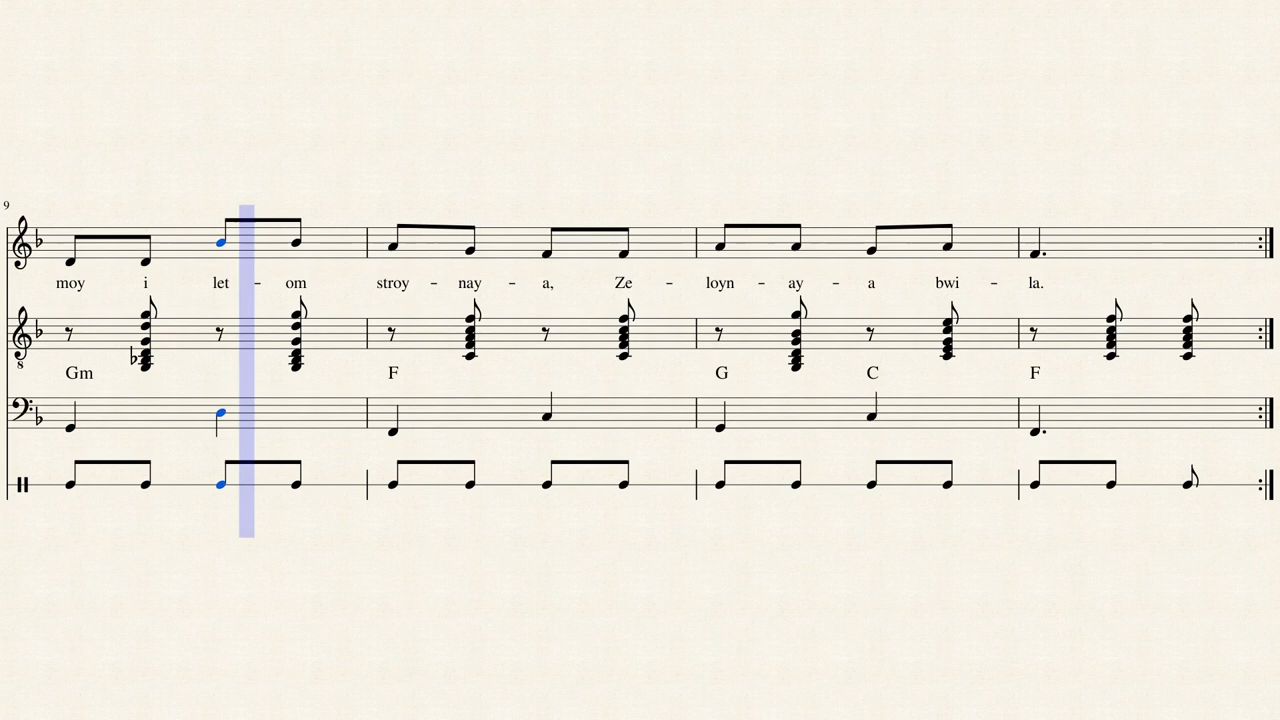 9
moy i let - om stroy - nay - a, Ze - loyn - ay - a bwi - la.
8
Gm F G C F